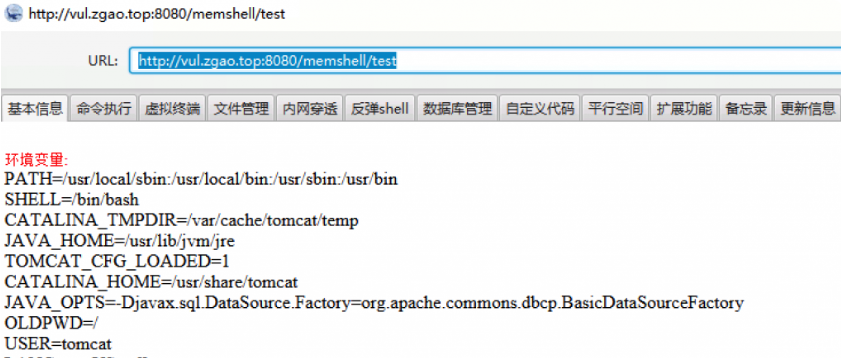 http://vul.zgao.top:8080/memshell/test
URL: http://vul.zgao.top:8080/memshell/test
基本信息 命令执行 虚拟终端 文件管理 内网穿透 反弹shell 数据库管理 自定义代码 平行空间 扩展功能 备忘录 更新信息
环境变量:
PATH=/usr/local/sbin:/usr/local/bin:/usr/sbin:/usr/bin
SHELL=/bin/bash
CATALINA_TMPDIR=/var/cache/tomcat/temp
JAVA_HOME=/usr/lib/jvm/jre
TOMCAT_CFG_LOADED=1
CATALINA_HOME=/usr/share/tomcat
JAVA_OPTS=-Djavax.sql.DataSource.Factory=org.apache.commons.dbcp.BasicDataSourceFactory
OLDPWD=/
USER=tomcat